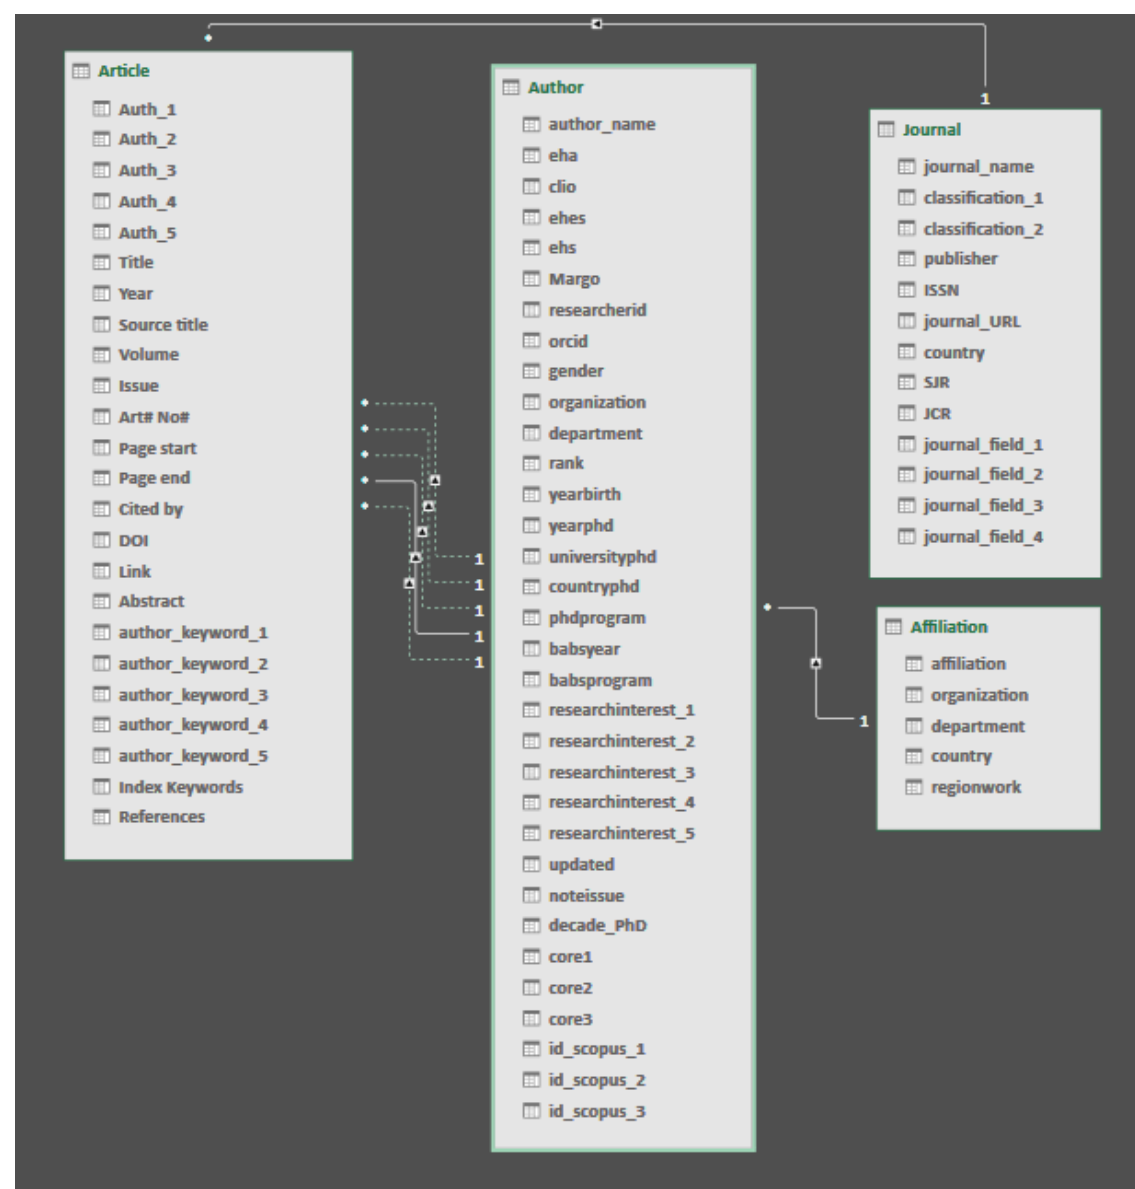 Article
Auth_1
Auth_2
Auth_3
Auth_4
Auth_5
Title
Year
Source title
Volume
Issue
Art# No#
Page start
Page end
Cited by
DOI
Link
Abstract
author_keyword_1
author_keyword_2
author_keyword_3
author_keyword_4
author_keyword_5
Index Keywords
References
1
1
1
1
1
Author
author_name
eha
clio
ehes
ehs
Margo
researcherid
orcid
gender
organization
department
rank
yearbirth
yearphd
universityphd
countryphd
phdprogram
babsyear
babsprogram
researchinterest_1
researchinterest_2
researchinterest_3
researchinterest_4
researchinterest_5
updated
noteissue
decade_PhD
core1
core2
core3
id_scopus_1
id_scopus_2
id_scopus_3
1
Journal
journal_name
classification_1
classification_2
publisher
ISSN
journal_URL
country
SJR
JCR
journal_field_1
journal_field_2
journal_field_3
journal_field_4
1
Affiliation
affiliation
organization
department
country
regionwork